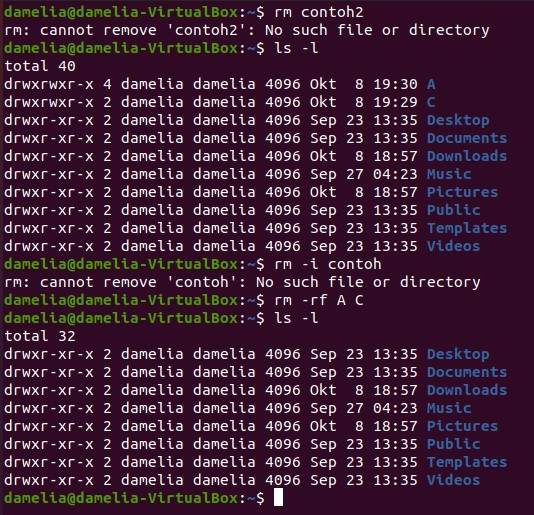 damelia@damelia-VirtualBox:~$ rm contoh2
rm: cannot remove 'contoh2': No such file or directory
damelia@damelia-VirtualBox:~$ ls -l
total 40
drwxrwxr-x 4 damelia damelia 4096 Okt  8 19:30 A
drwxrwxr-x 2 damelia damelia 4096 Okt  8 19:29 C
drwxr-xr-x 2 damelia damelia 4096 Sep 23 13:35 Desktop
drwxr-xr-x 2 damelia damelia 4096 Sep 23 13:35 Documents
drwxr-xr-x 2 damelia damelia 4096 Okt  8 18:57 Downloads
drwxr-xr-x 2 damelia damelia 4096 Sep 27 04:23 Music
drwxr-xr-x 2 damelia damelia 4096 Okt  8 18:57 Pictures
drwxr-xr-x 2 damelia damelia 4096 Sep 23 13:35 Public
drwxr-xr-x 2 damelia damelia 4096 Sep 23 13:35 Templates
drwxr-xr-x 2 damelia damelia 4096 Sep 23 13:35 Videos
damelia@damelia-VirtualBox:~$ rm -i contoh
rm: cannot remove 'contoh': No such file or directory
damelia@damelia-VirtualBox:~$ rm -rf A C
damelia@damelia-VirtualBox:~$ ls -l
total 32
drwxr-xr-x 2 damelia damelia 4096 Sep 23 13:35 Desktop
drwxr-xr-x 2 damelia damelia 4096 Sep 23 13:35 Documents
drwxr-xr-x 2 damelia damelia 4096 Okt  8 18:57 Downloads
drwxr-xr-x 2 damelia damelia 4096 Sep 27 04:23 Music
drwxr-xr-x 2 damelia damelia 4096 Okt  8 18:57 Pictures
drwxr-xr-x 2 damelia damelia 4096 Sep 23 13:35 Public
drwxr-xr-x 2 damelia damelia 4096 Sep 23 13:35 Templates
drwxr-xr-x 2 damelia damelia 4096 Sep 23 13:35 Videos
damelia@damelia-VirtualBox:~$